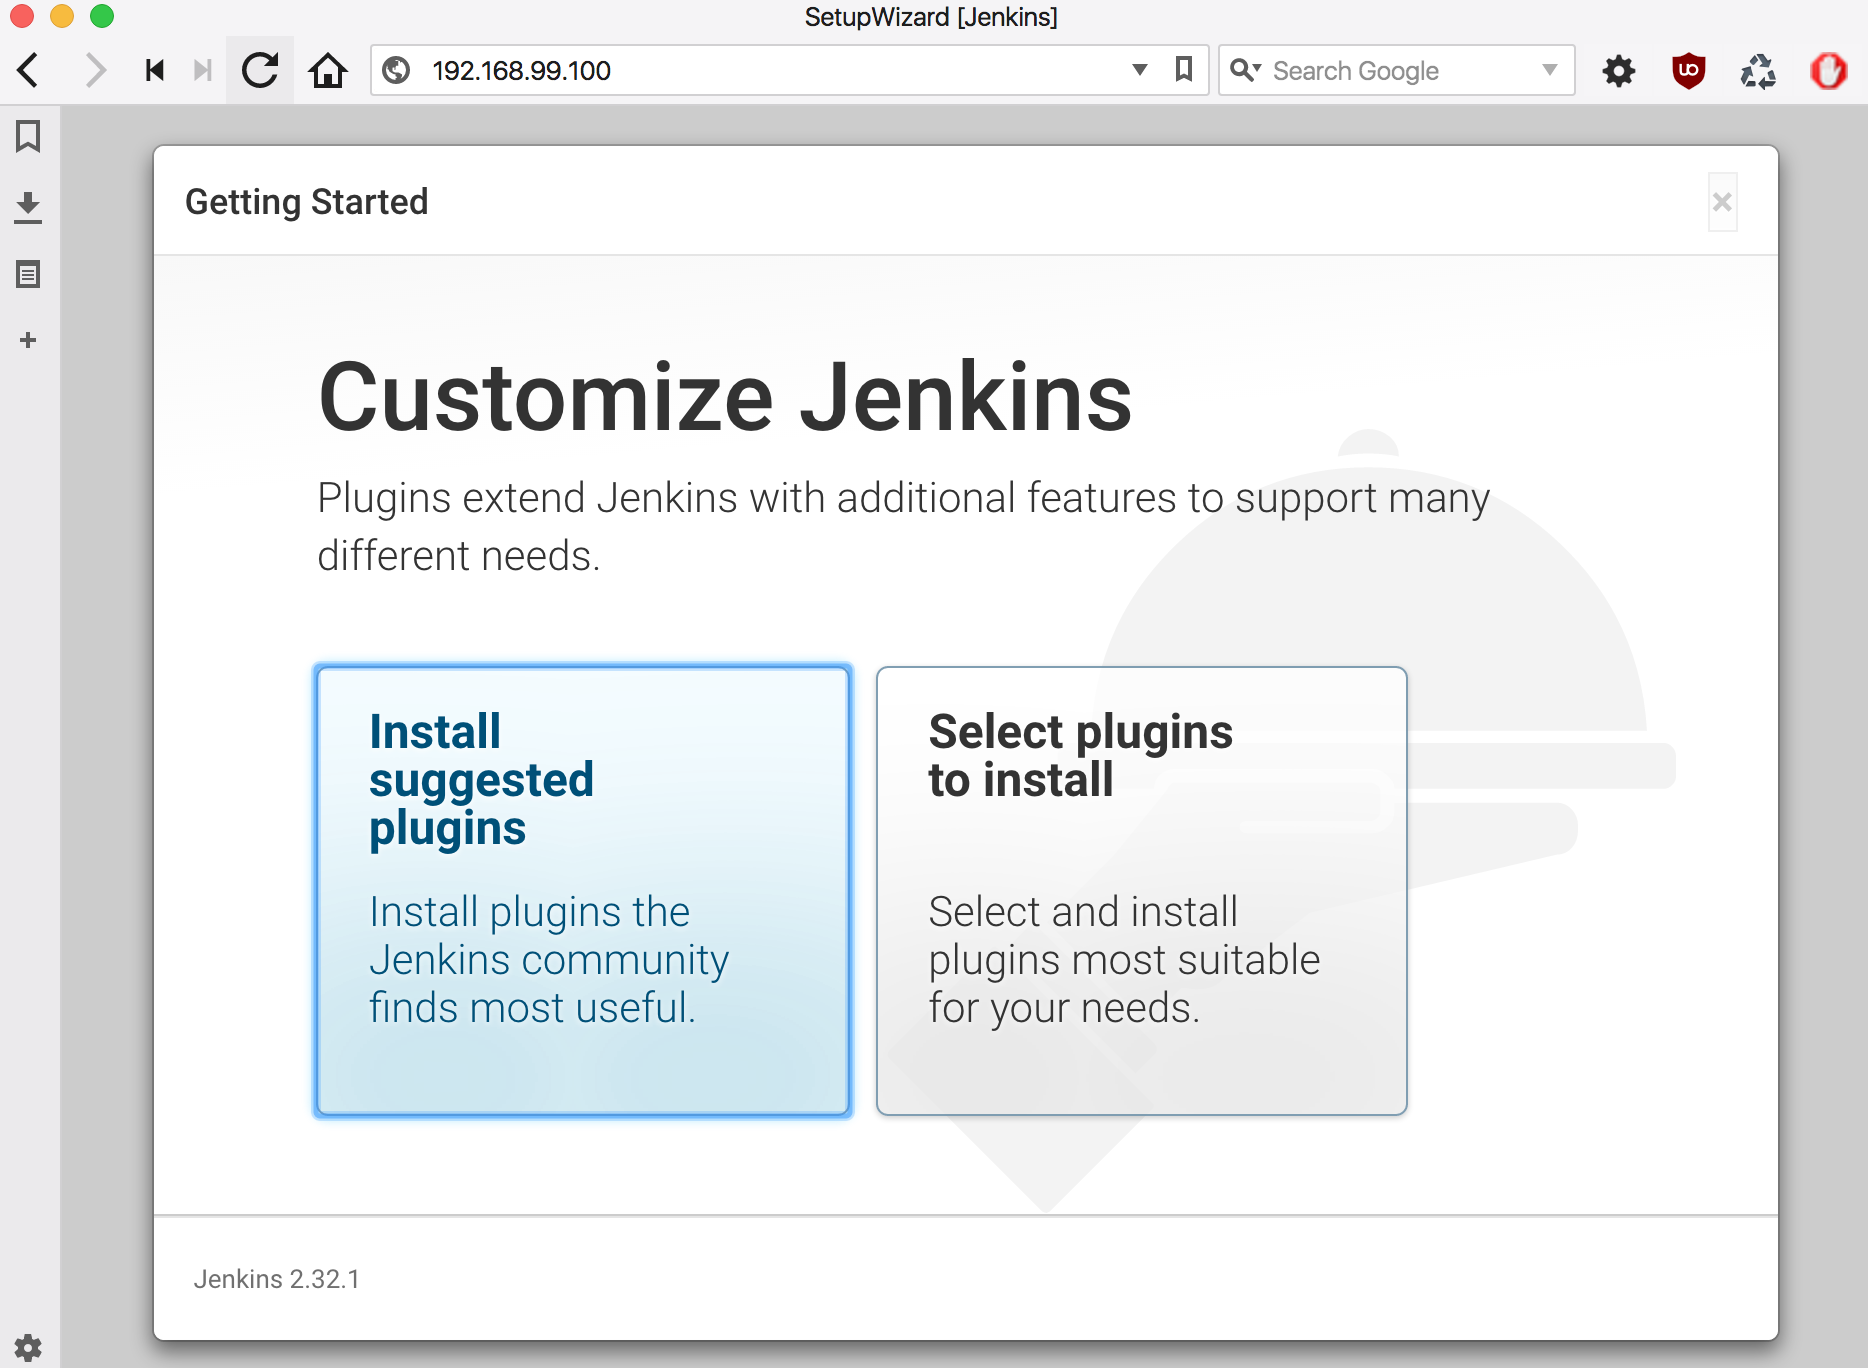 SetupWizard [Jenkins]
192.168.99.100
Search Google
Getting Started
Customize Jenkins
Plugins extend Jenkins with additional features to support many
different needs.
Install
suggested
plugins
Install plugins the
Jenkins community
finds most useful.
Select plugins
to install
Select and install
plugins most suitable
for your needs.
Jenkins 2.32.1